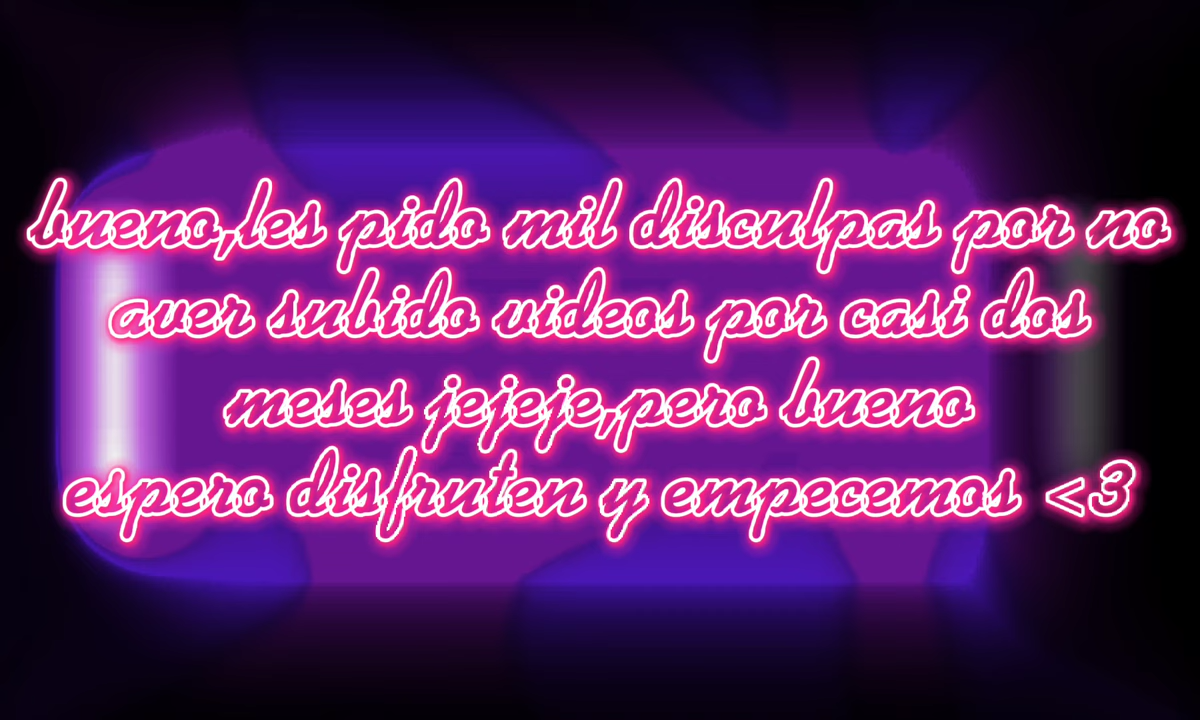 bueno,les pido mil disculpas por no
aver subido videos por casi dos
meses jejeje,pero bueno
espero disfruten y empecemos <3